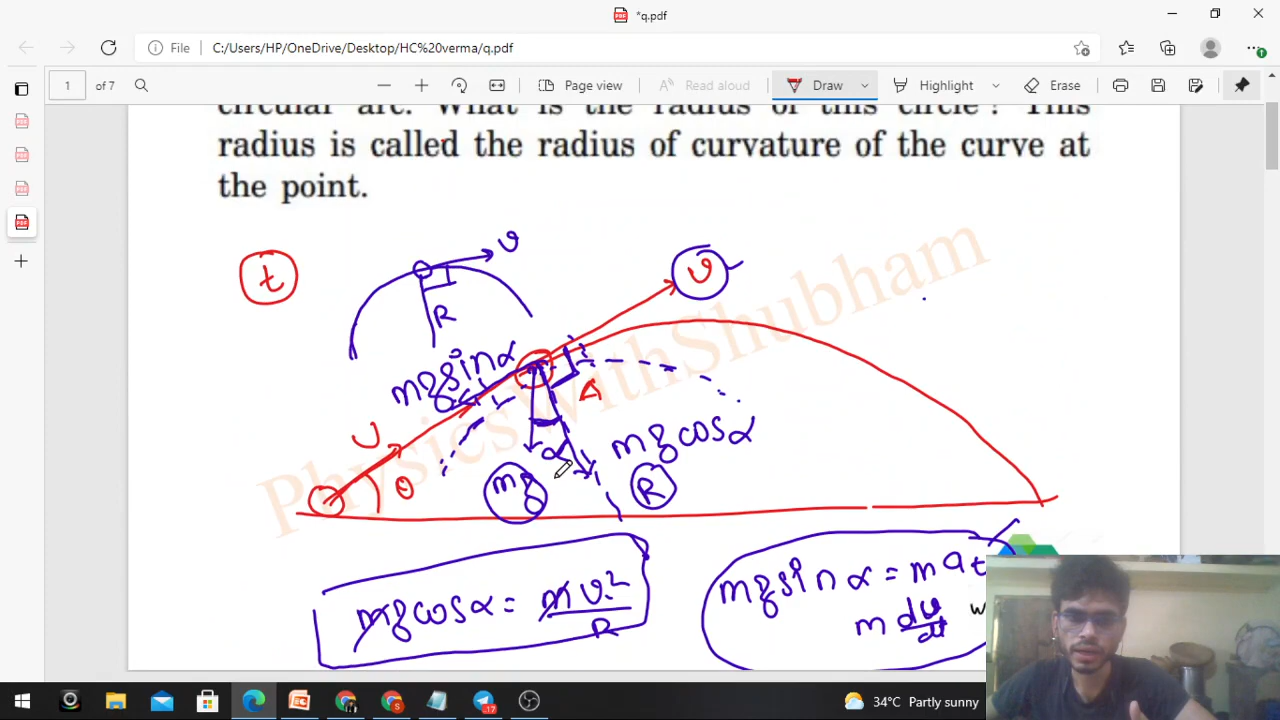 *q.pdf
File C:/Users/HP/OneDrive/Desktop/HC%20verma/q.pdf
1 of 7 Page view Read aloud Draw Highlight Erase
circular arc. What is the radius of this circle? This
radius is called the radius of curvature of the curve at
the point.
t
v
R
v
mg sin α
A
U
θ
α
mg
mg cos α
R
PhysicsWithShubham
mg cos α = mv²/R
mg sin α = m at
m dv/dt
17
34°C Partly sunny